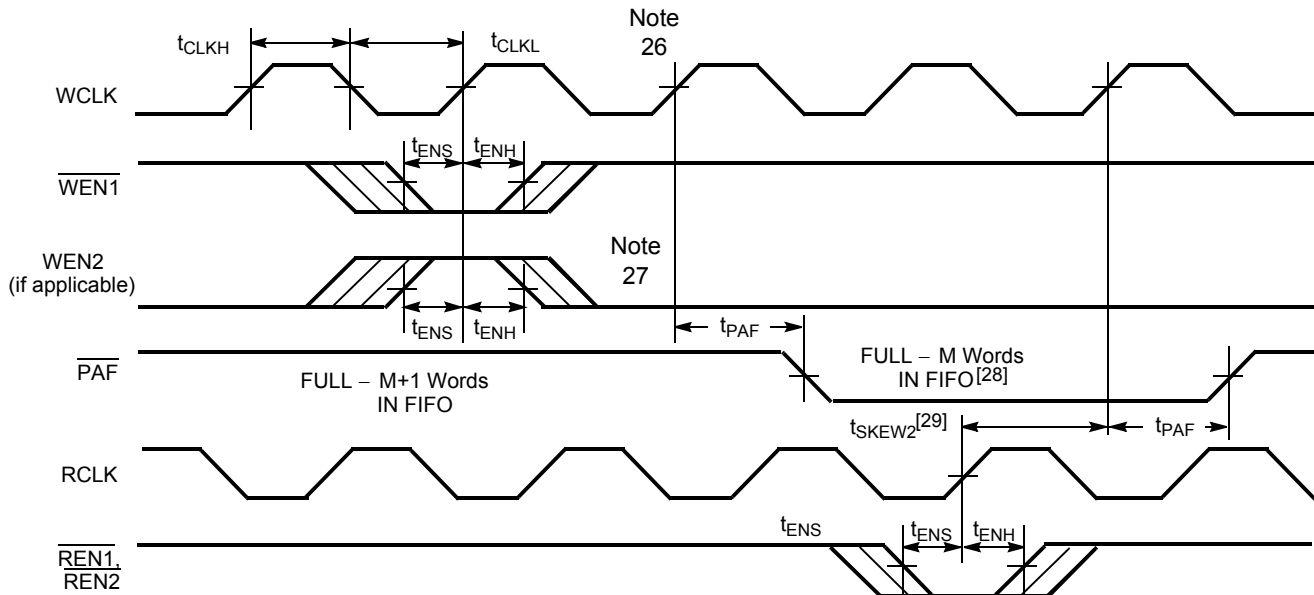 Note
26
tCLKH
tCLKL
WCLK
tENS
tENH
WEN1
Note
27
WEN2
(if applicable)
tENS
tENH
tPAF
PAF
FULL – M+1 Words
IN FIFO
FULL – M Words
IN FIFO[28]
tSKEW2[29]
tPAF
RCLK
tENS
tENS
tENH
REN1,
REN2